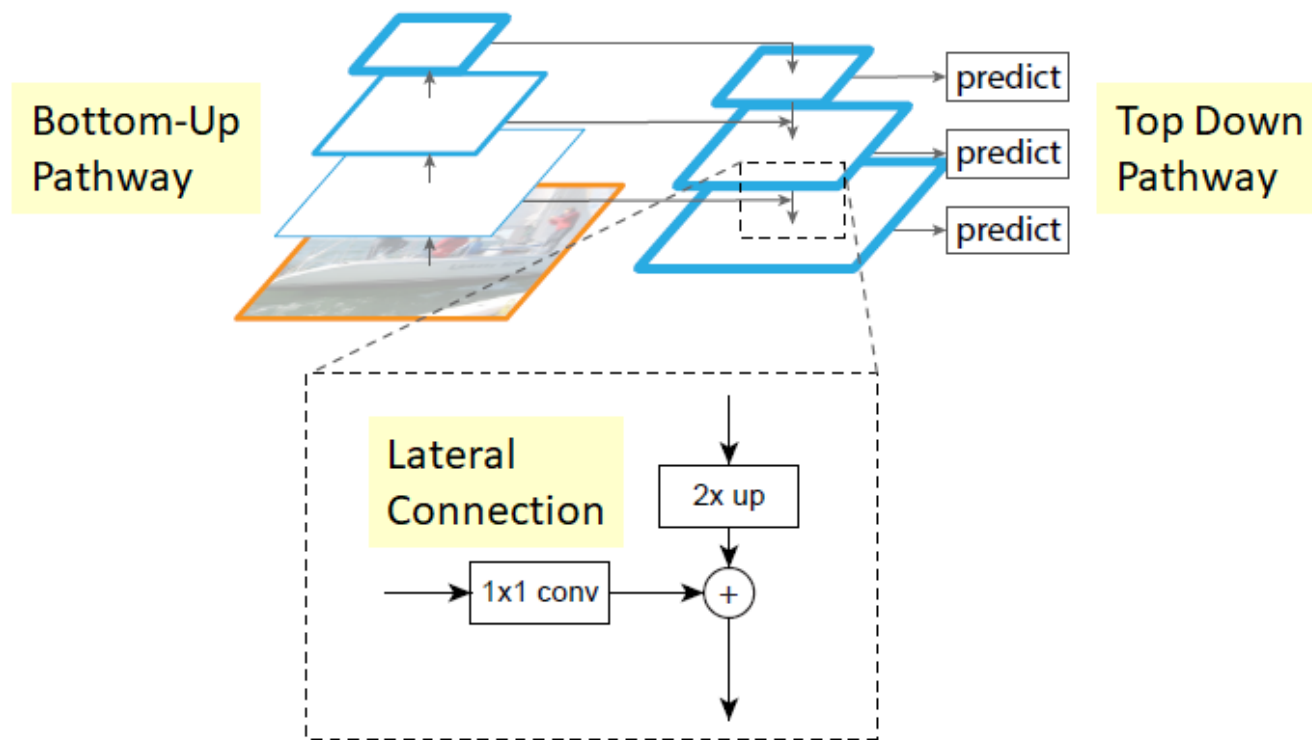 Bottom-Up
Pathway
predict
predict
predict
Top Down
Pathway
Lateral
Connection
2x up
1x1 conv
+